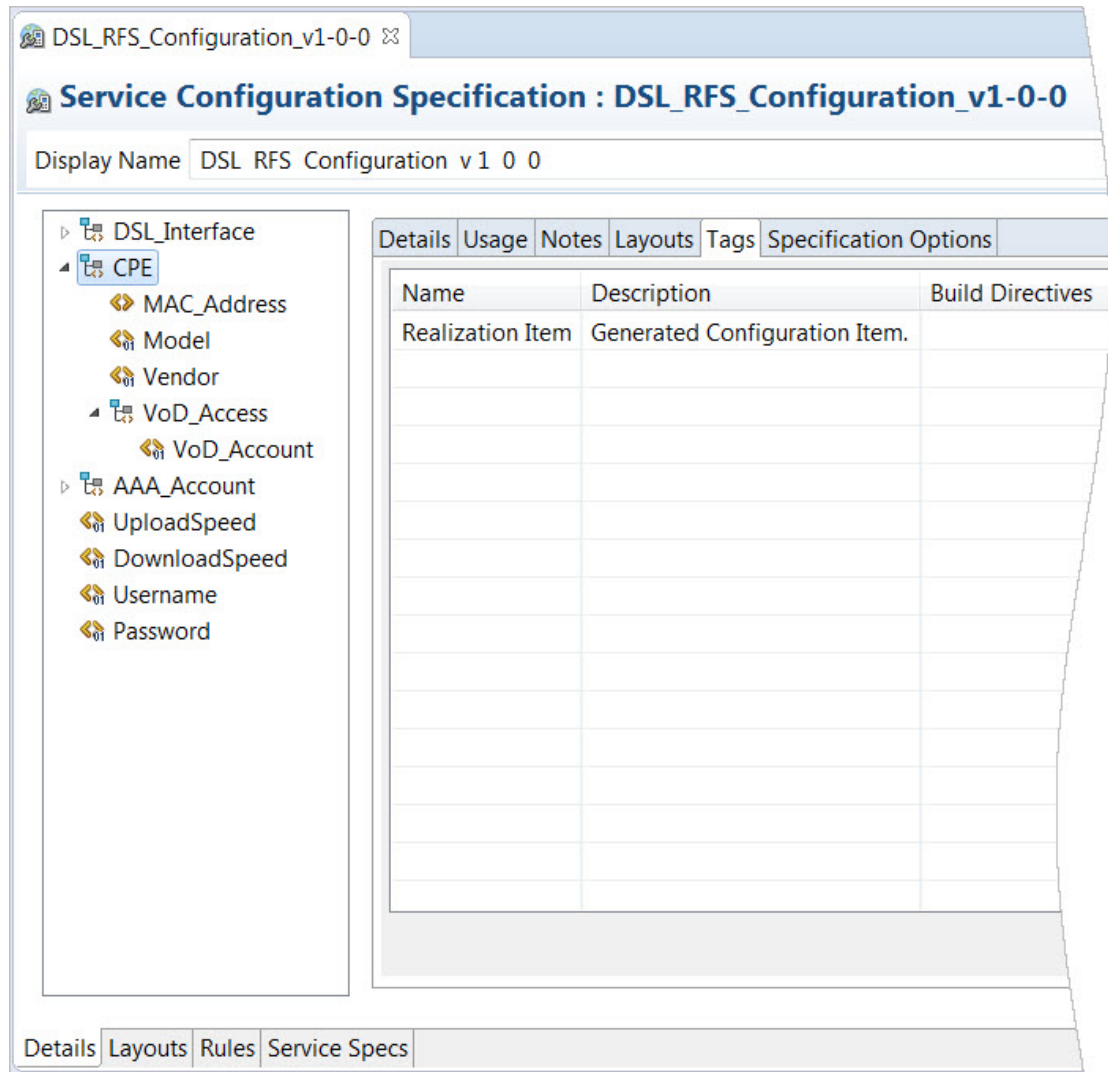 DSL_RFS_Configuration_v1-0-0
Service Configuration Specification : DSL_RFS_Configuration_v1-0-0
Display Name DSL RFS Configuration v 1 0 0
DSL_Interface
CPE
MAC_Address
Model
Vendor
VoD_Access
VoD_Account
AAA_Account
UploadSpeed
DownloadSpeed
Username
Password
Details Usage Notes Layouts Tags Specification Options
Name Description Build Directives
Realization Item Generated Configuration Item.
Details Layouts Rules Service Specs